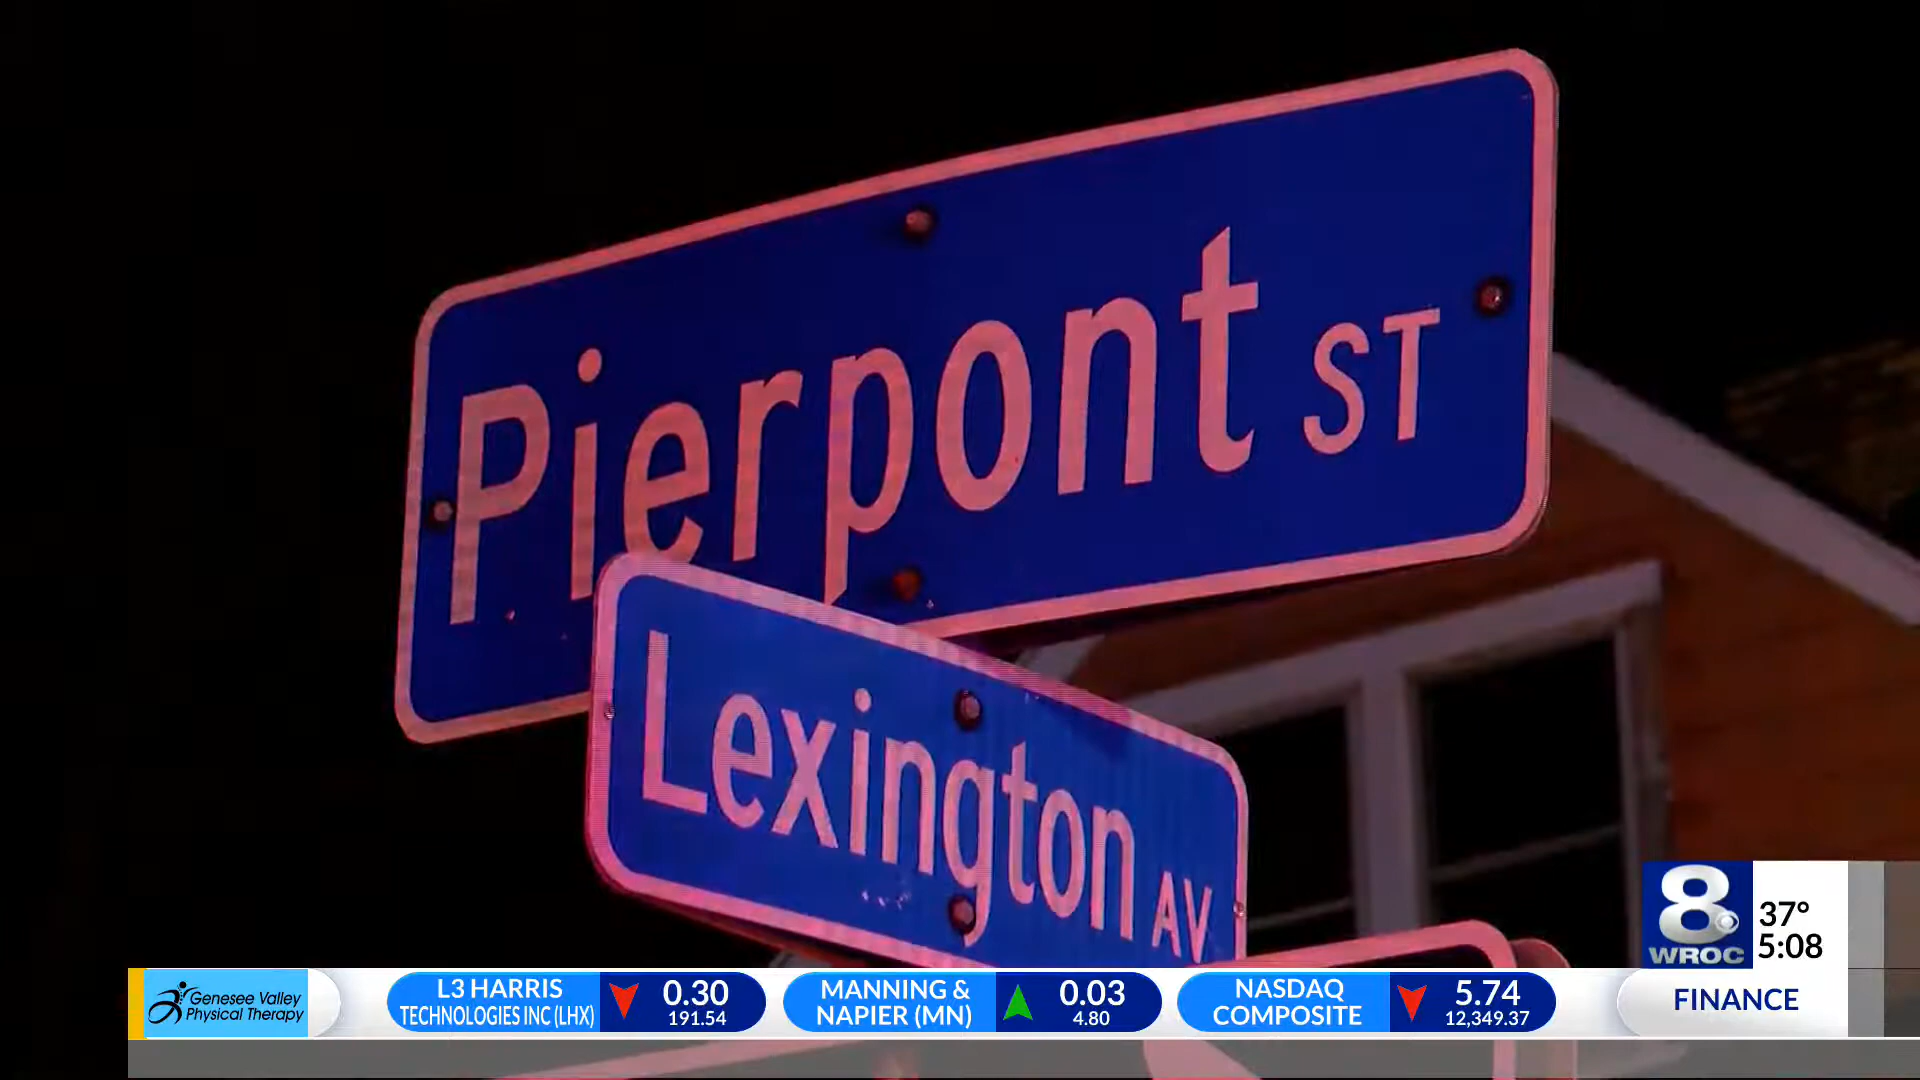 Pierpont ST
Lexington AV
8
WROC
37°
5:08
Genesee Valley
Physical Therapy
L3 HARRIS
TECHNOLOGIES INC (LHX)
0.30
191.54
MANNING &
NAPIER (MN)
0.03
4.80
NASDAQ
COMPOSITE
5.74
12,349.37
FINANCE